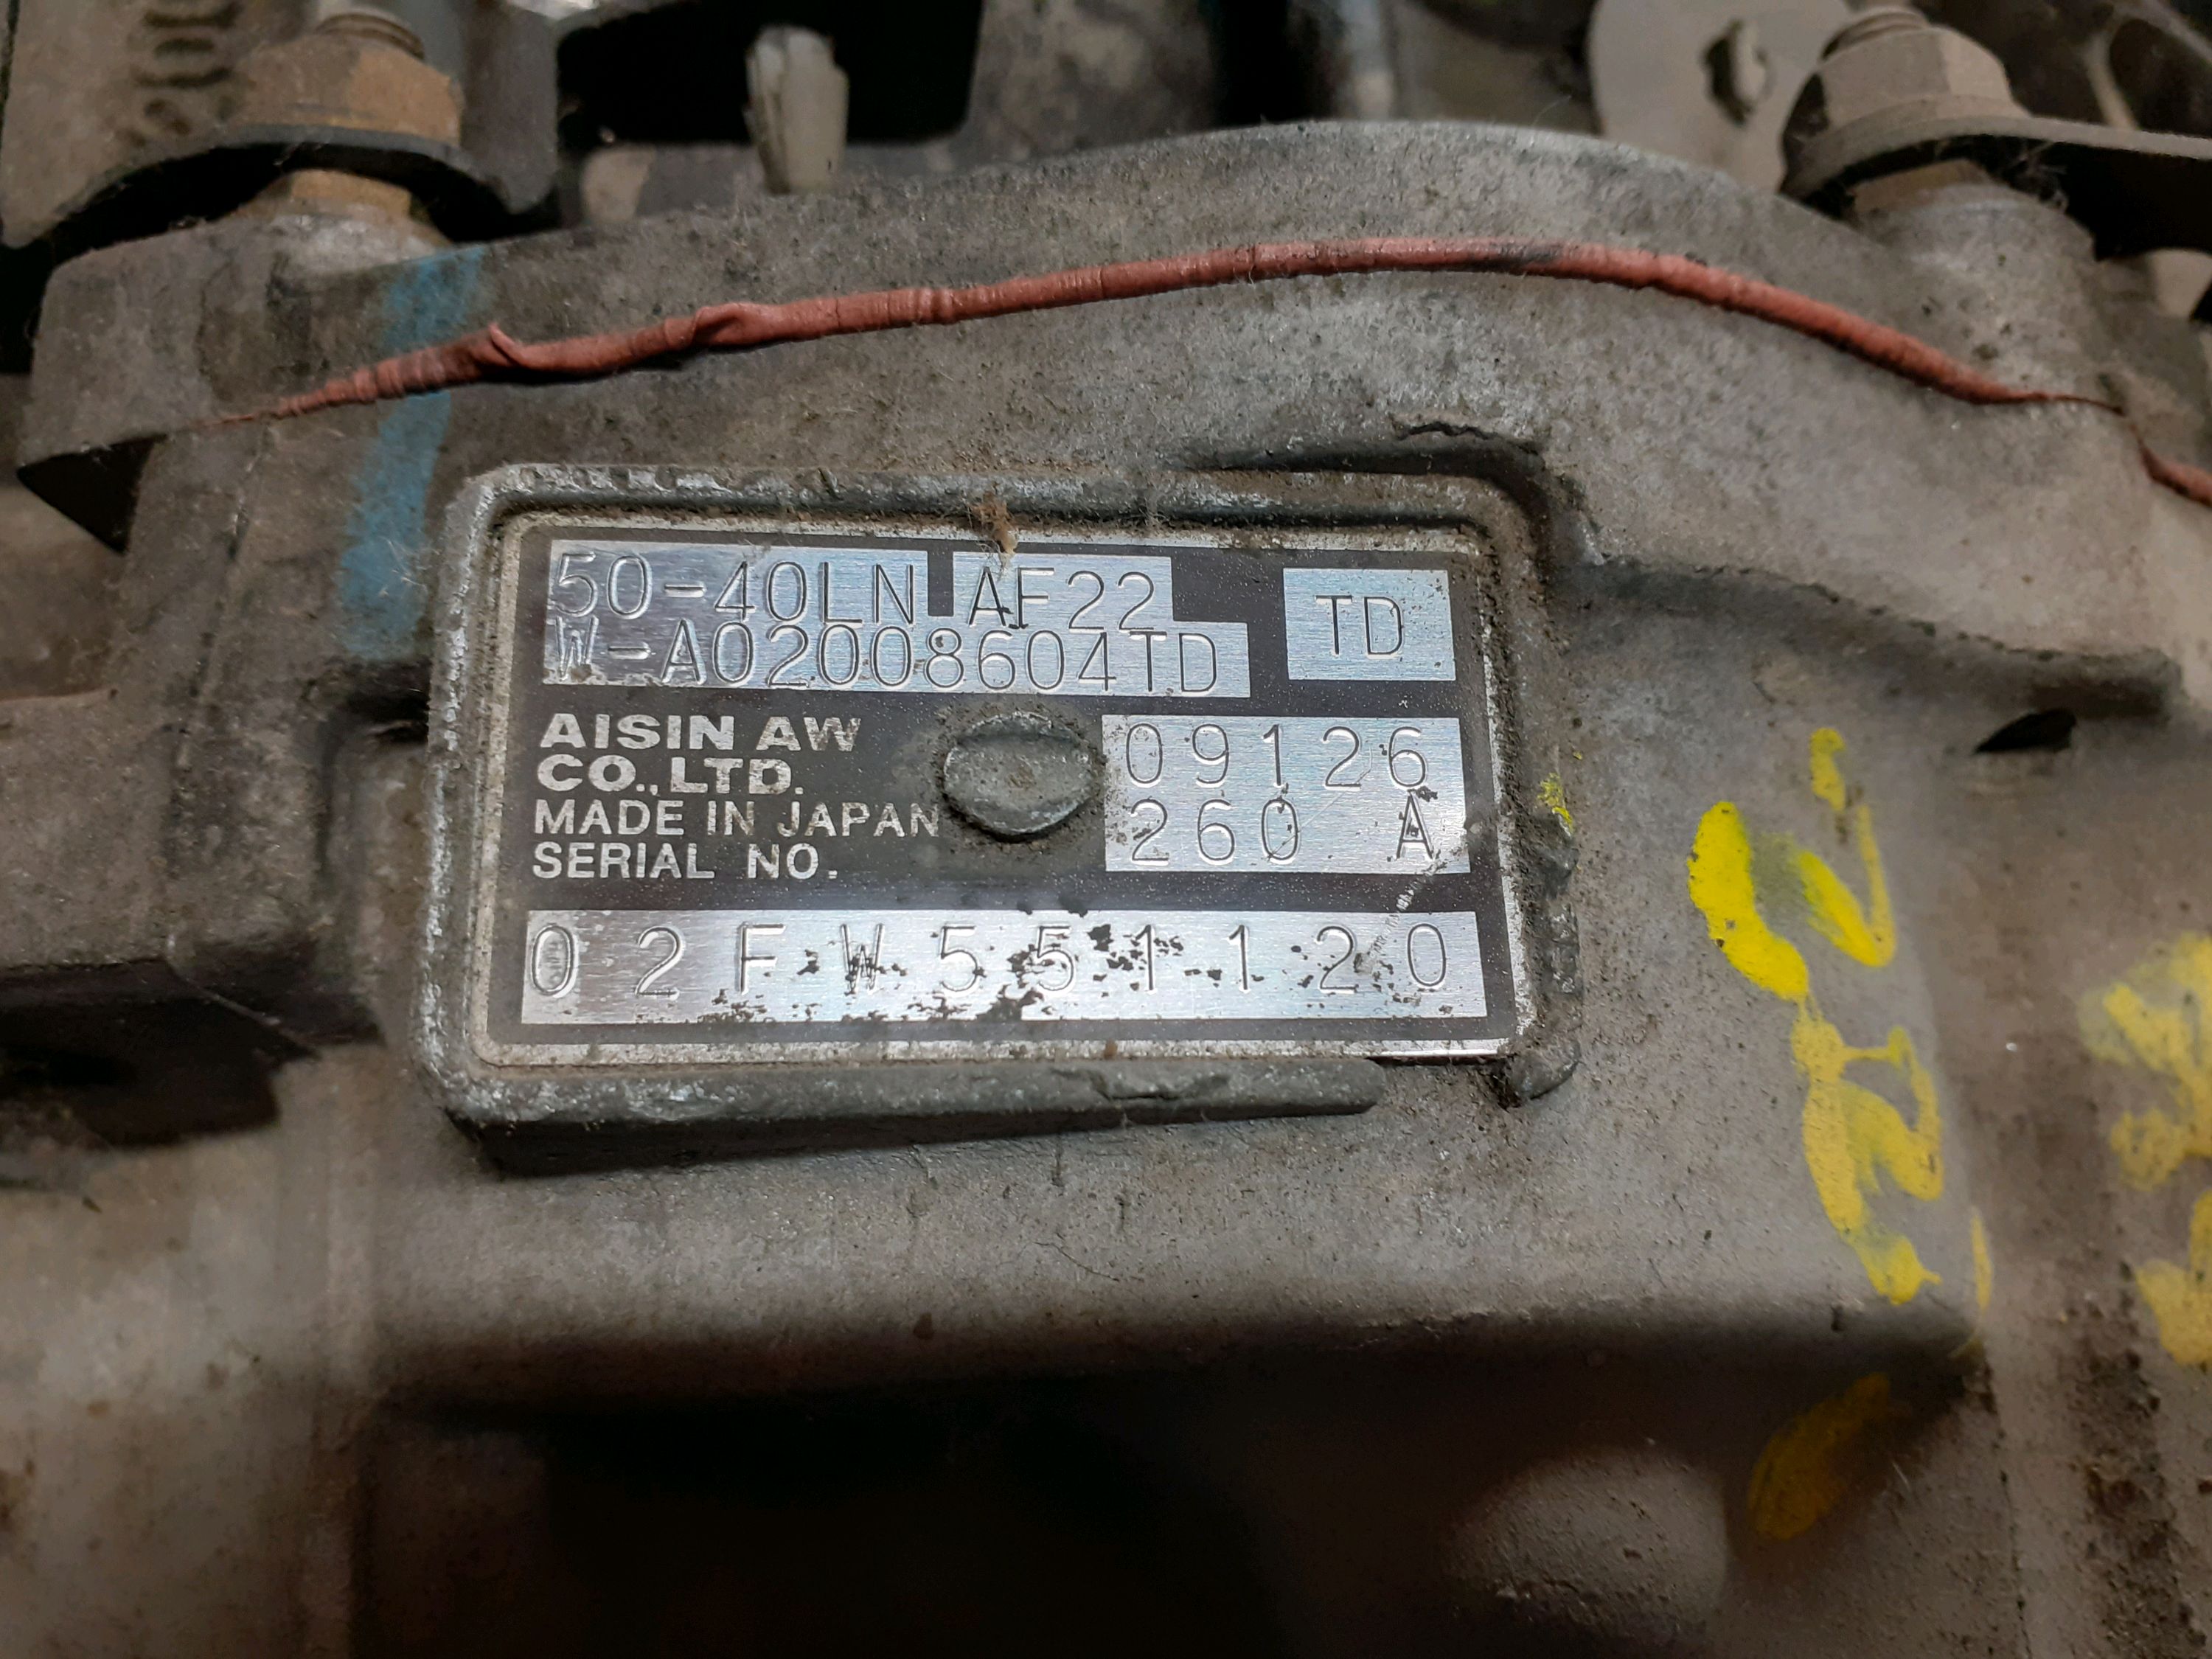 50-40LN AF22 TD
W-A02008604TD
AISIN AW
CO.,LTD.
09126
MADE IN JAPAN
260 A
SERIAL NO.
02FW551120